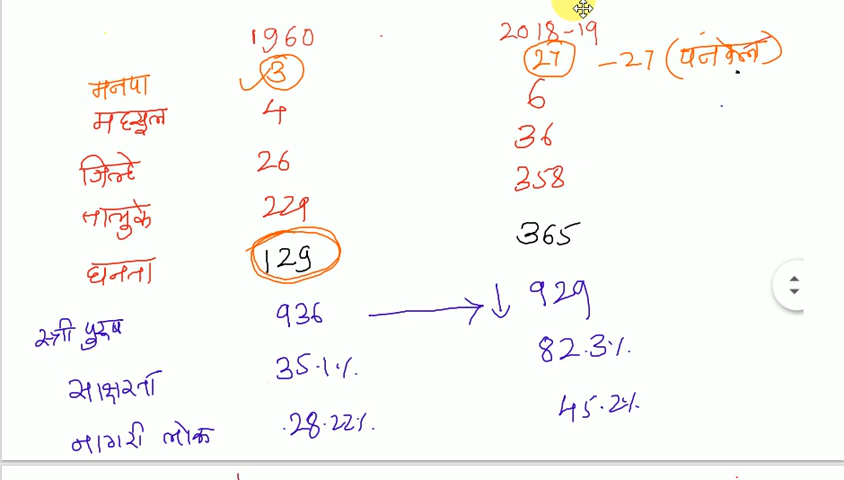 1960 2018-19
मनपा 3 27 -27 (पनवेल)
महसूल 4 6
जिल्हे 26 36
तालुके 229 358
घनता 129 365
स्त्री पुरुष 936 929
साक्षरता 35.1% 82.3%
नागरी लोक 28.22% 45.2%